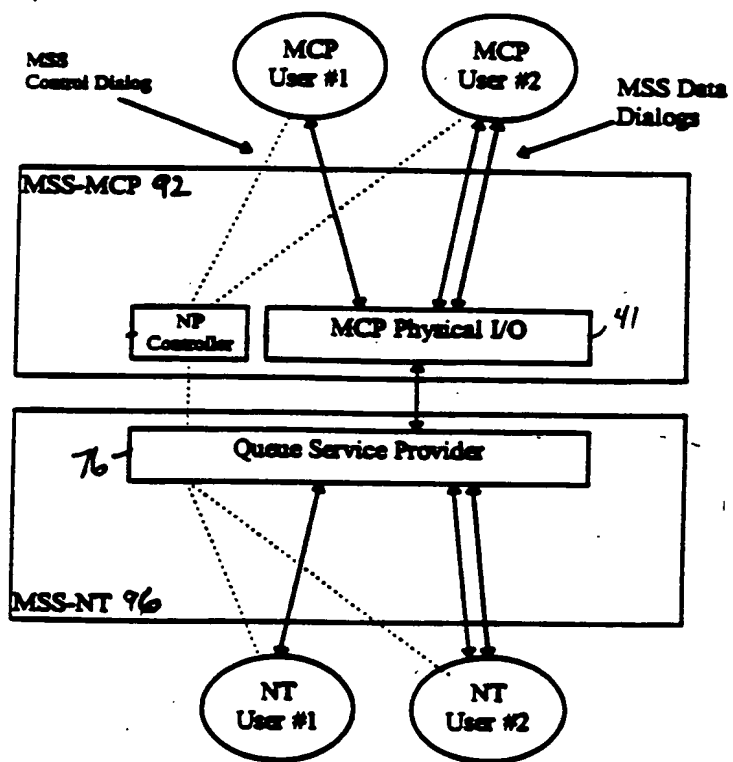 MSS
Control Dialog
MCP
User #1
MCP
User #2
MSS Data
Dialogs
MSS-MCP 92
NP
Controller
MCP Physical I/O
41
Queue Service Provider
76
MSS-NT 96
NT
User #1
NT
User #2